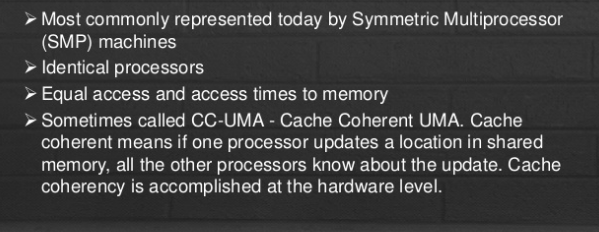 ➢ Most commonly represented today by Symmetric Multiprocessor
(SMP) machines
➢ Identical processors
➢ Equal access and access times to memory
➢ Sometimes called CC-UMA - Cache Coherent UMA. Cache
coherent means if one processor updates a location in shared
memory, all the other processors know about the update. Cache
coherency is accomplished at the hardware level.